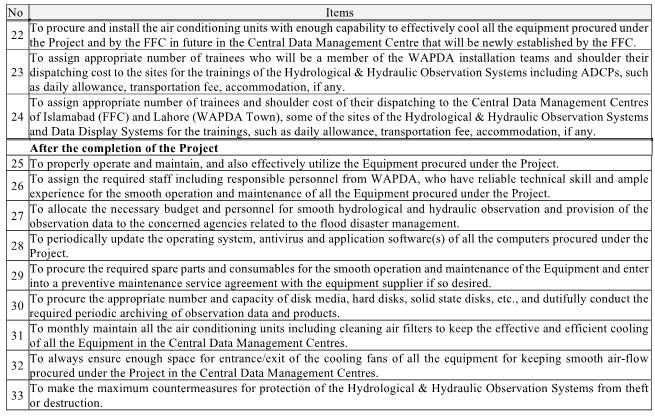 No Items
22 To procure and install the air conditioning units with enough capability to effectively cool all the equipment procured under
the Project and by the FFC in future in the Central Data Management Centre that will be newly established by the FFC.
23 To assign appropriate number of trainees who will be a member of the WAPDA installation teams and shoulder their
dispatching cost to the sites for the trainings of the Hydrological & Hydraulic Observation Systems including ADCPs, such
as daily allowance, transportation fee, accommodation, if any.
24 To assign appropriate number of trainees and shoulder cost of their dispatching to the Central Data Management Centres
of Islamabad (FFC) and Lahore (WAPDA Town), some of the sites of the Hydrological & Hydraulic Observation Systems
and Data Display Systems for the trainings, such as daily allowance, transportation fee, accommodation, if any.
After the completion of the Project
25 To properly operate and maintain, and also effectively utilize the Equipment procured under the Project.
26 To assign the required staff including responsible personnel from WAPDA, who have reliable technical skill and ample
experience for the smooth operation and maintenance of all the Equipment procured under the Project.
27 To allocate the necessary budget and personnel for smooth hydrological and hydraulic observation and provision of the
observation data to the concerned agencies related to the flood disaster management.
28 To periodically update the operating system, antivirus and application software(s) of all the computers procured under the
Project.
29 To procure the required spare parts and consumables for the smooth operation and maintenance of the Equipment and enter
into a preventive maintenance service agreement with the equipment supplier if so desired.
30 To procure the appropriate number and capacity of disk media, hard disks, solid state disks, etc., and dutifully conduct the
required periodic archiving of observation data and products.
31 To monthly maintain all the air conditioning units including cleaning air filters to keep the effective and efficient cooling
of all the Equipment in the Central Data Management Centres.
32 To always ensure enough space for entrance/exit of the cooling fans of all the equipment for keeping smooth air-flow
procured under the Project in the Central Data Management Centres.
33 To make the maximum countermeasures for protection of the Hydrological & Hydraulic Observation Systems from theft
or destruction.